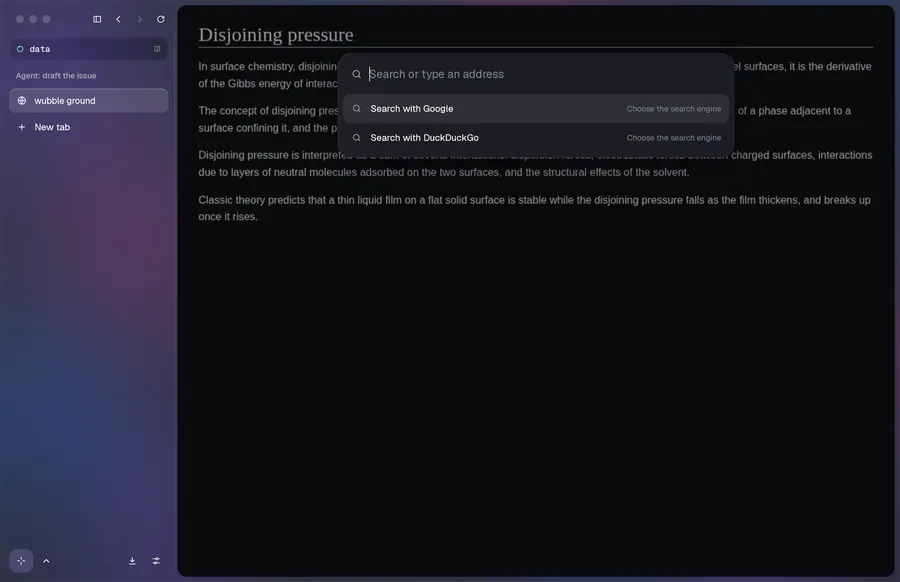 data
Agent: draft the issue
wubble ground
New tab
Disjoining pressure
In surface chemistry, disjoining
el surfaces, it is the derivative
of the Gibbs energy of interac
The concept of disjoining pres
of a phase adjacent to a
surface confining it, and the p
Disjoining pressure is interpreted as a sum of several interactions: dispersion forces, electrostatic forces between charged surfaces, interactions
due to layers of neutral molecules adsorbed on the two surfaces, and the structural effects of the solvent.
Classic theory predicts that a thin liquid film on a flat solid surface is stable while the disjoining pressure falls as the film thickens, and breaks up
once it rises.
Search or type an address
Search with Google
Choose the search engine
Search with DuckDuckGo
Choose the search engine